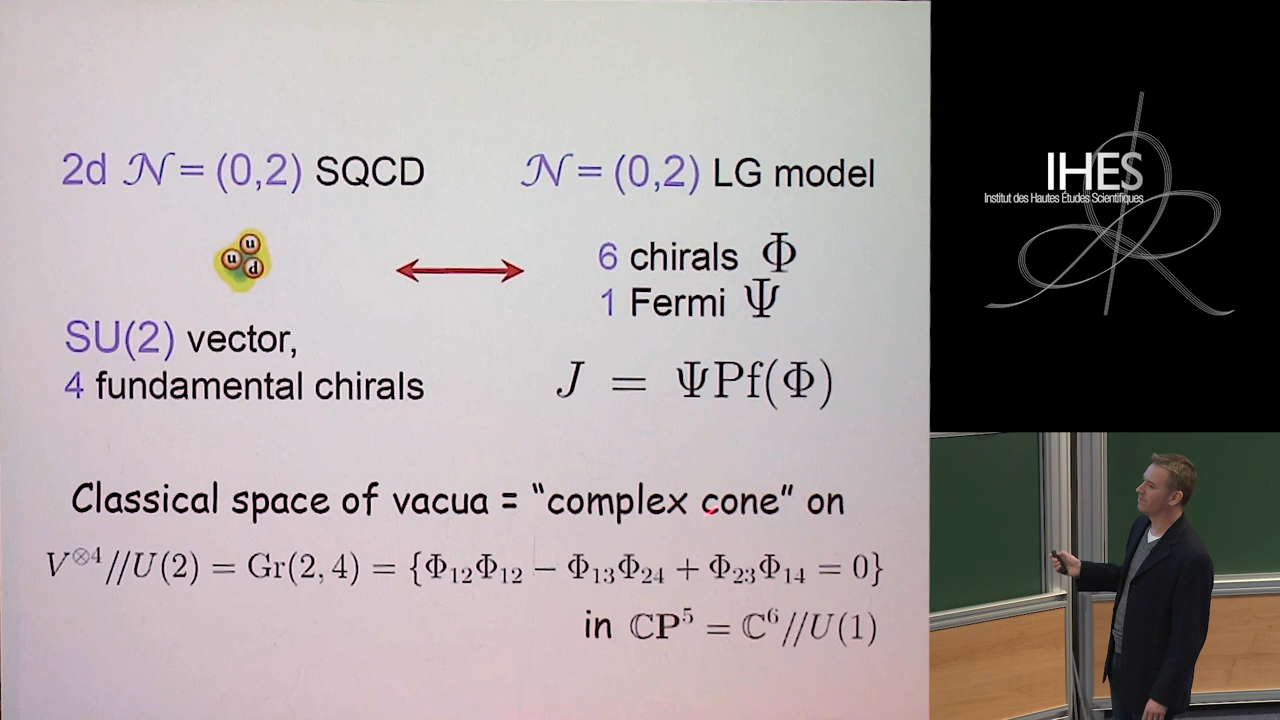 2d 𝒩 = (0,2) SQCD
𝒩 = (0,2) LG model
u
u
d
6 chirals Φ
1 Fermi Ψ
SU(2) vector,
4 fundamental chirals
J = ΨPf(Φ)
Classical space of vacua = “complex cone” on
V^{⊗4}//U(2) = Gr(2, 4) = {Φ₁₂Φ₁₂ − Φ₁₃Φ₂₄ + Φ₂₃Φ₁₄ = 0}
in ℂP⁵ = ℂ⁶//U(1)
IHES
Institut des Hautes Études Scientifiques